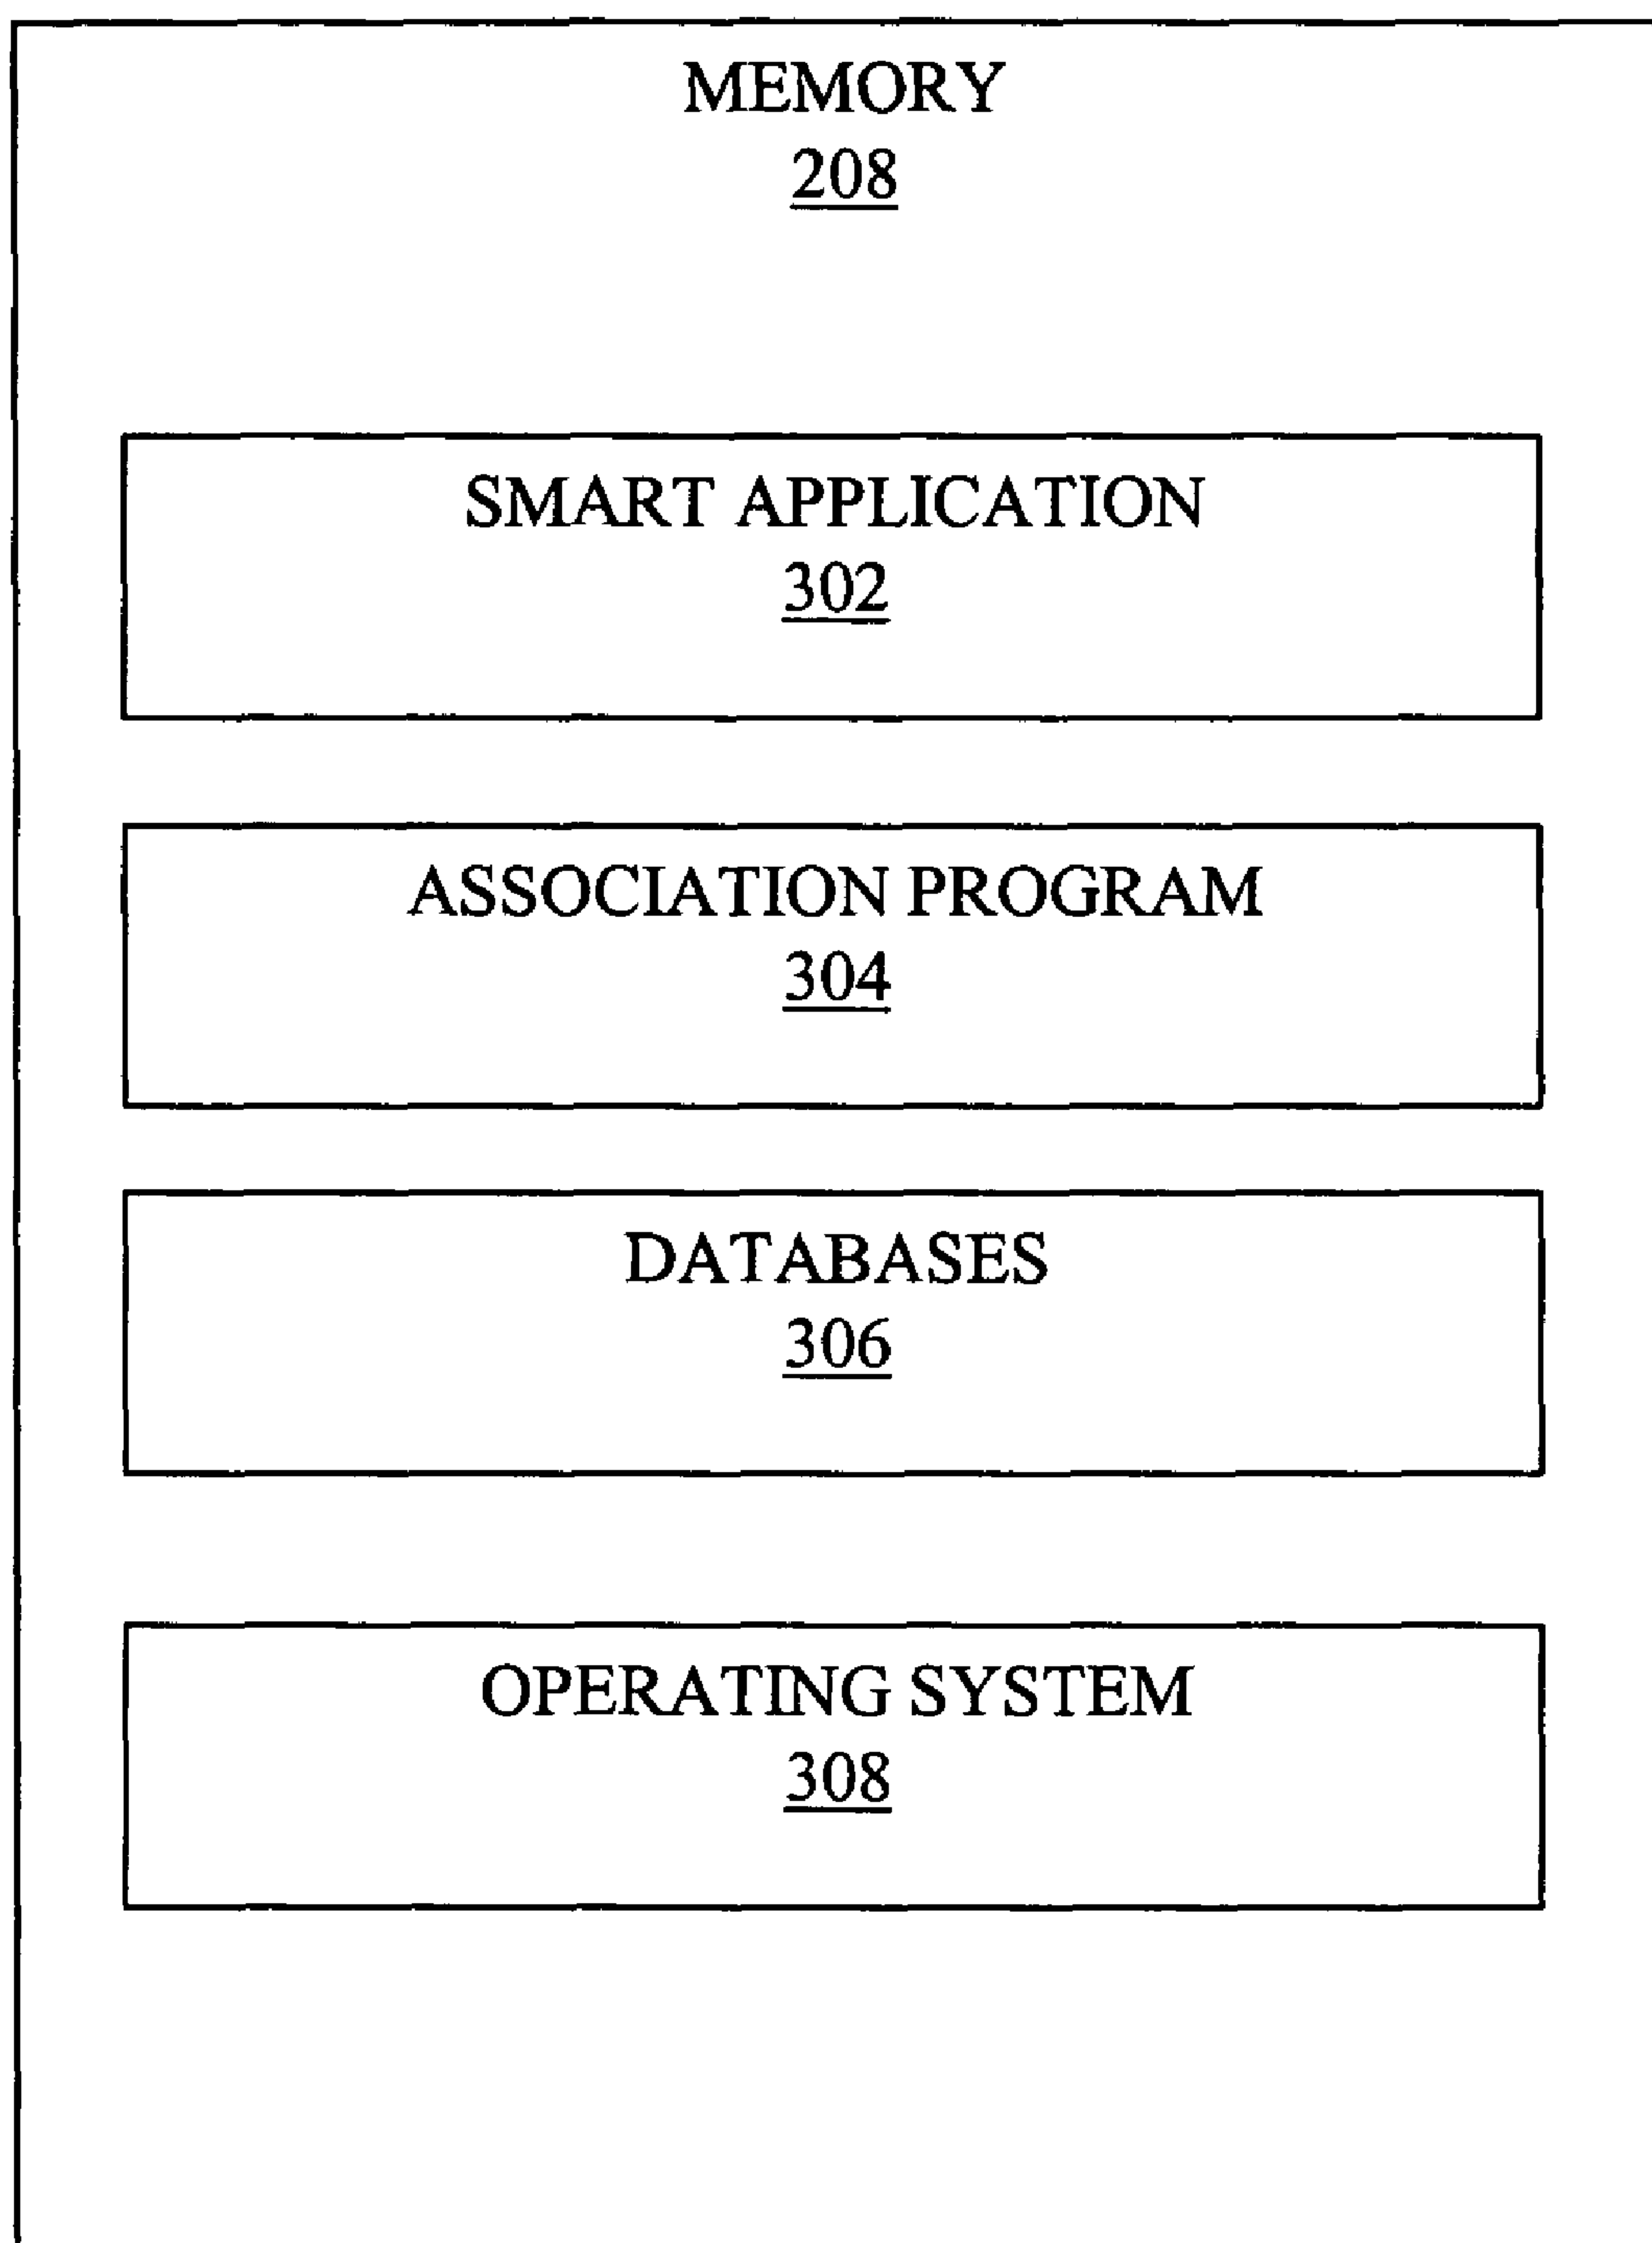 MEMORY
208
SMART APPLICATION
302
ASSOCIATION PROGRAM
304
DATABASES
306
OPERATING SYSTEM
308